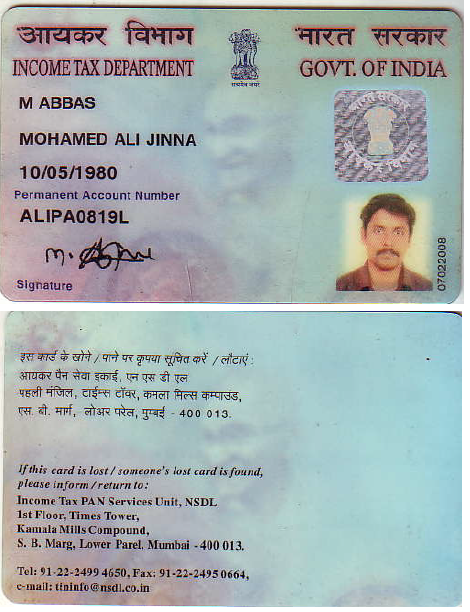 आयकर विभाग
भारत सरकार
INCOME TAX DEPARTMENT
GOVT. OF INDIA
सत्यमेव जयते
M ABBAS
MOHAMED ALI JINNA
10/05/1980
Permanent Account Number
ALIPA0819L
Signature
भारत सरकार
आयकर विभाग
07022008
इस कार्ड के खोने / पाने पर कृपया सूचित करें / लौटाएं :
आयकर पैन सेवा इकाई, एन एस डी एल
पहली मंजिल, टाईम्स टॉवर, कमला मिल्स कम्पाउंड,
एस. बी. मार्ग, लोअर परेल, मुम्बई - 400 013.
If this card is lost / someone's lost card is found,
please inform / return to :
Income Tax PAN Services Unit, NSDL
1st Floor, Times Tower,
Kamala Mills Compound,
S. B. Marg, Lower Parel, Mumbai - 400 013.
Tel: 91-22-2499 4650, Fax: 91-22-2495 0664,
e-mail: tininfo@nsdl.co.in